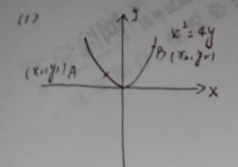 (1)
y
x²=4y
B(x₂,y₂)
(x₁,y₁)A
x